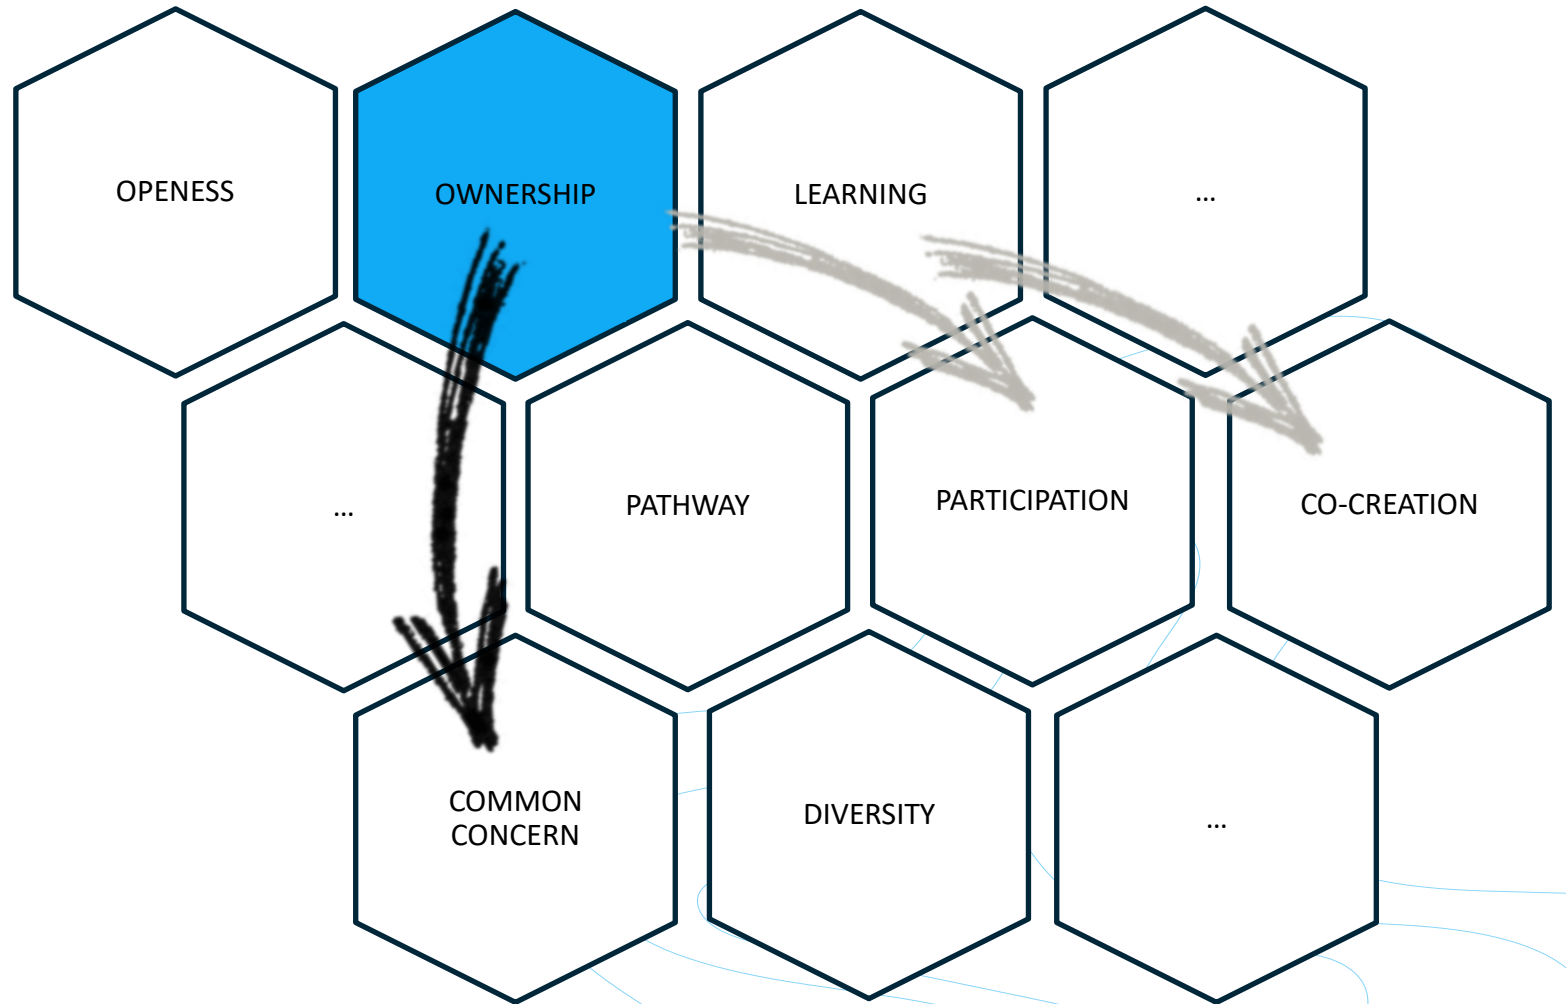 OPENESS
OWNERSHIP
LEARNING
...
...
PATHWAY
PARTICIPATION
CO-CREATION
COMMON
CONCERN
DIVERSITY
...